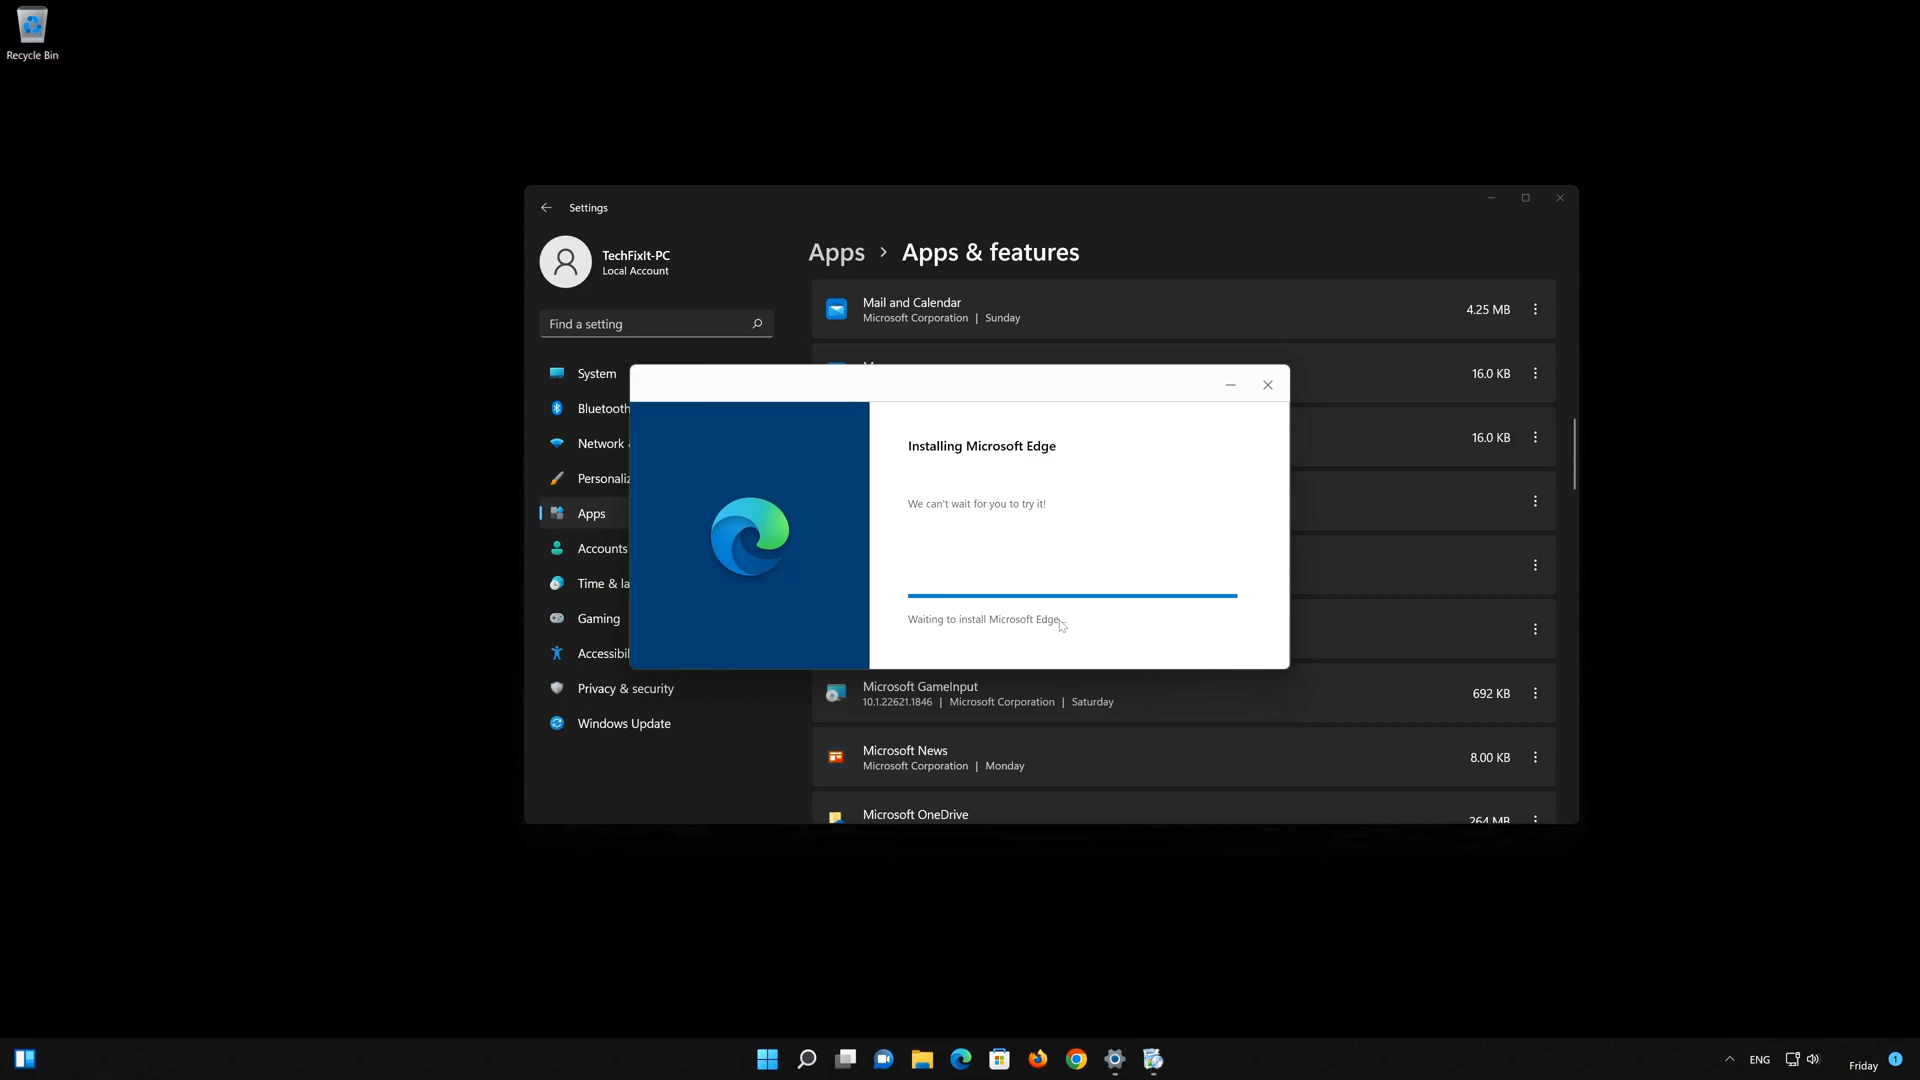 Recycle Bin
Settings
TechFixIt-PC
Local Account
Find a setting
System
Bluetooth
Network
Personaliz
Apps
Accounts
Time & la
Gaming
Accessibil
Privacy & security
Windows Update
Apps > Apps & features
Mail and Calendar
Microsoft Corporation | Sunday
4.25 MB
16.0 KB
16.0 KB
Installing Microsoft Edge
We can't wait for you to try it!
Waiting to install Microsoft Edge
Microsoft GameInput
10.1.22621.1846 | Microsoft Corporation | Saturday
692 KB
Microsoft News
Microsoft Corporation | Monday
8.00 KB
Microsoft OneDrive
264 MB
ENG
Friday
1